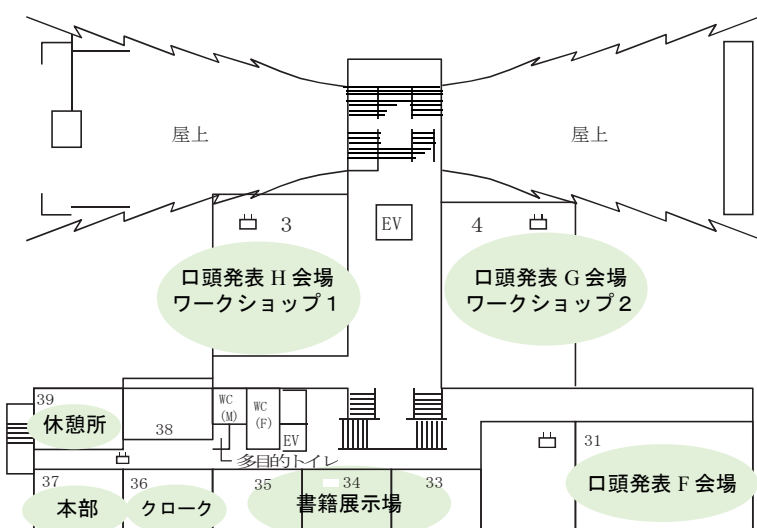 屋上
屋上
3
EV
4
口頭発表 H 会場
ワークショップ 1
口頭発表 G 会場
ワークショップ 2
39
休憩所
38
WC
(M)
WC
(F)
EV
多目的トイレ
31
口頭発表 F 会場
37
本部
36
クローク
35
34
33
書籍展示場